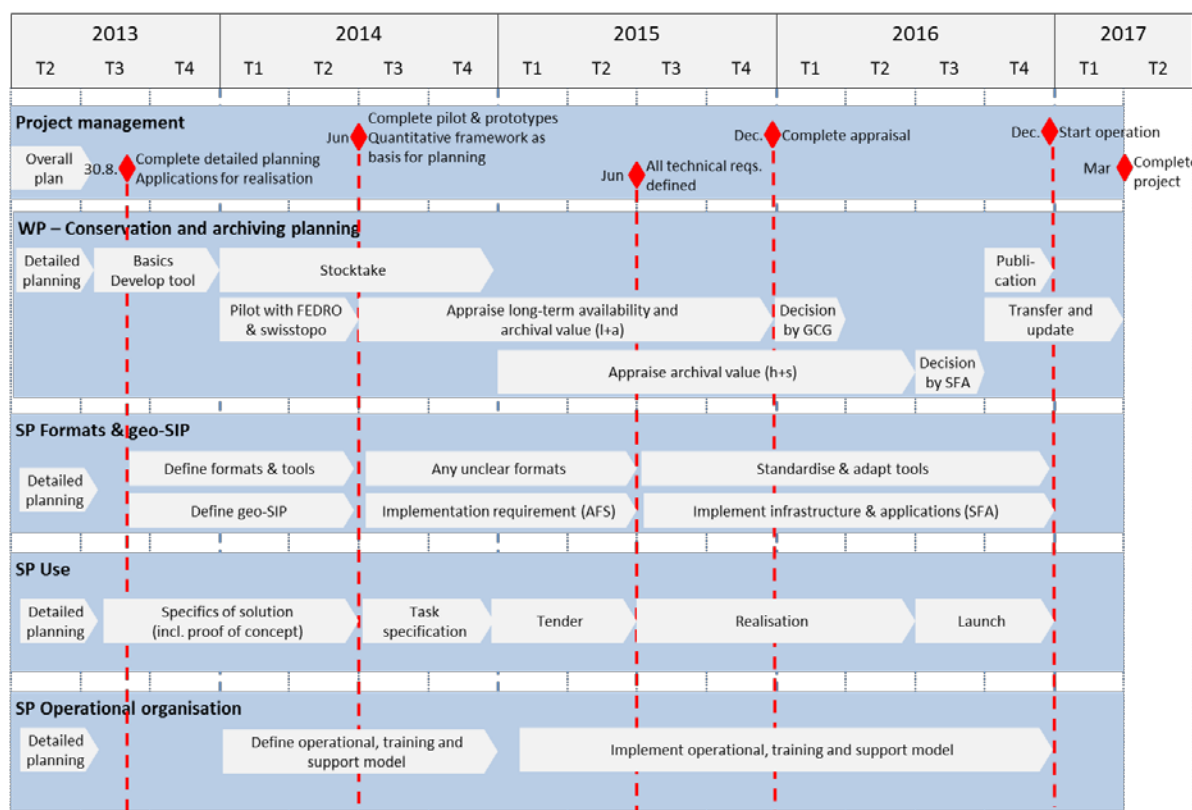 2013 2014 2015 2016 2017
T2 T3 T4 T1 T2 T3 T4 T1 T2 T3 T4 T1 T2 T3 T4 T1 T2
Project management
Overall
plan
30.8.
Complete detailed planning
Applications for realisation
Jun
Complete pilot & prototypes
Quantitative framework as
basis for planning
Jun
All technical reqs.
defined
Dec.
Complete appraisal
Dec.
Start operation
Mar
Complete
project
WP – Conservation and archiving planning
Detailed
planning
Basics
Develop tool
Stocktake
Publi-
cation
Pilot with FEDRO
& swisstopo
Appraise long-term availability and
archival value (l+a)
Decision
by GCG
Transfer and
update
Appraise archival value (h+s)
Decision
by SFA
SP Formats & geo-SIP
Detailed
planning
Define formats & tools
Any unclear formats
Standardise & adapt tools
Define geo-SIP
Implementation requirement (AFS)
Implement infrastructure & applications (SFA)
SP Use
Detailed
planning
Specifics of solution
(incl. proof of concept)
Task
specification
Tender
Realisation
Launch
SP Operational organisation
Detailed
planning
Define operational, training and
support model
Implement operational, training and support model